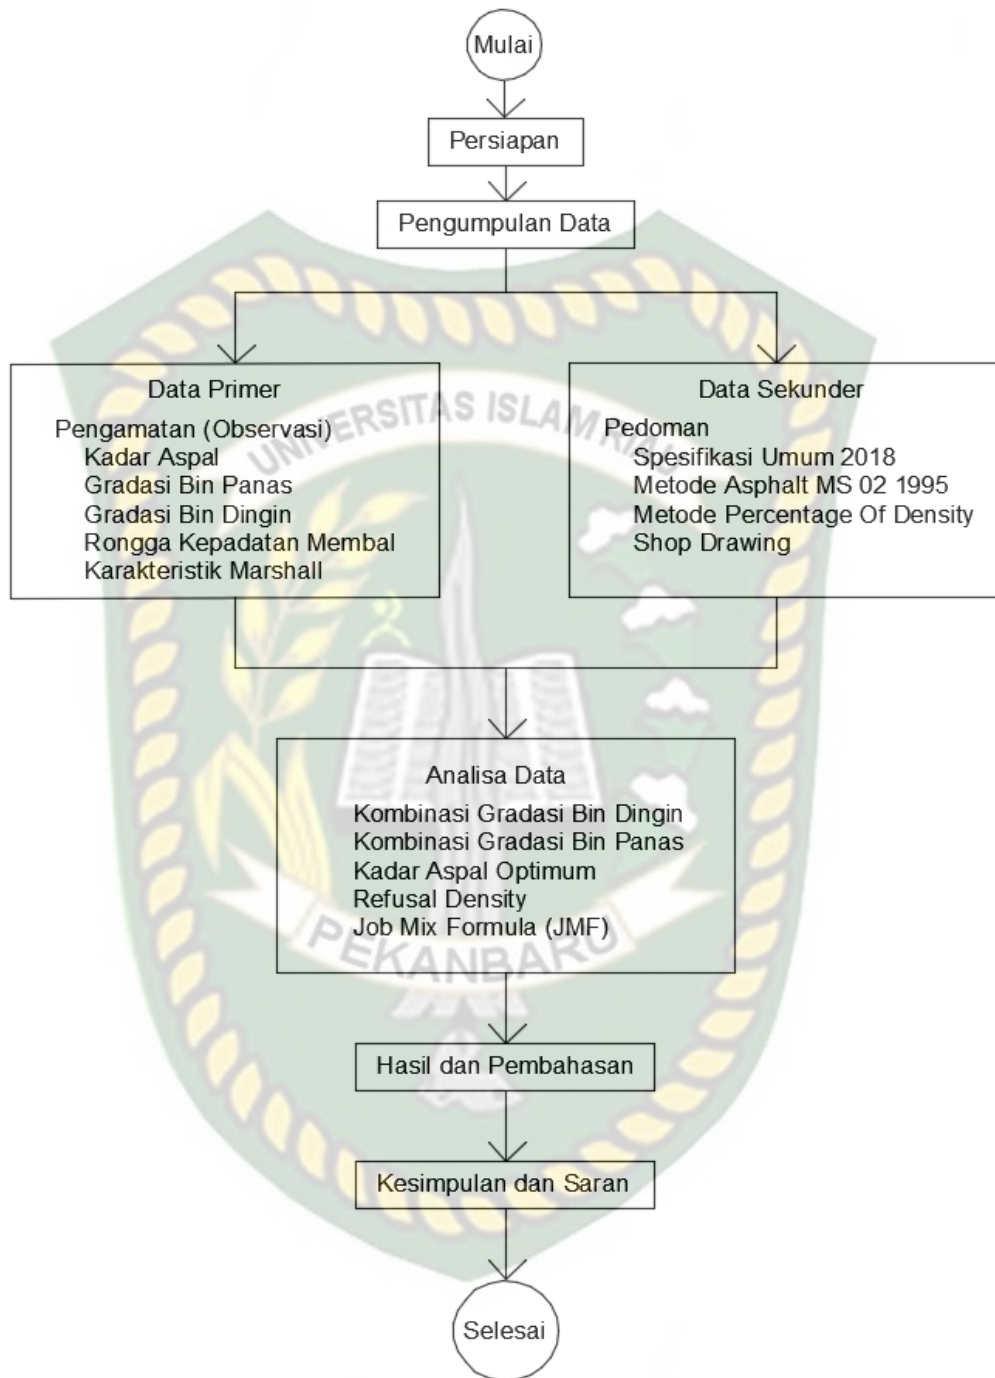 Mulai
Persiapan
Pengumpulan Data
Data Primer
Pengamatan (Observasi)
Kadar Aspal
Gradasi Bin Panas
Gradasi Bin Dingin
Rongga Kepadatan Membal
Karakteristik Marshall
Data Sekunder
Pedoman
Spesifikasi Umum 2018
Metode Asphalt MS 02 1995
Metode Percentage Of Density
Shop Drawing
UNIVERSITAS ISLAM RIAU
Analisa Data
Kombinasi Gradasi Bin Dingin
Kombinasi Gradasi Bin Panas
Kadar Aspal Optimum
Refusal Density
Job Mix Formula (JMF)
PEKANBARU
Hasil dan Pembahasan
Kesimpulan dan Saran
Selesai